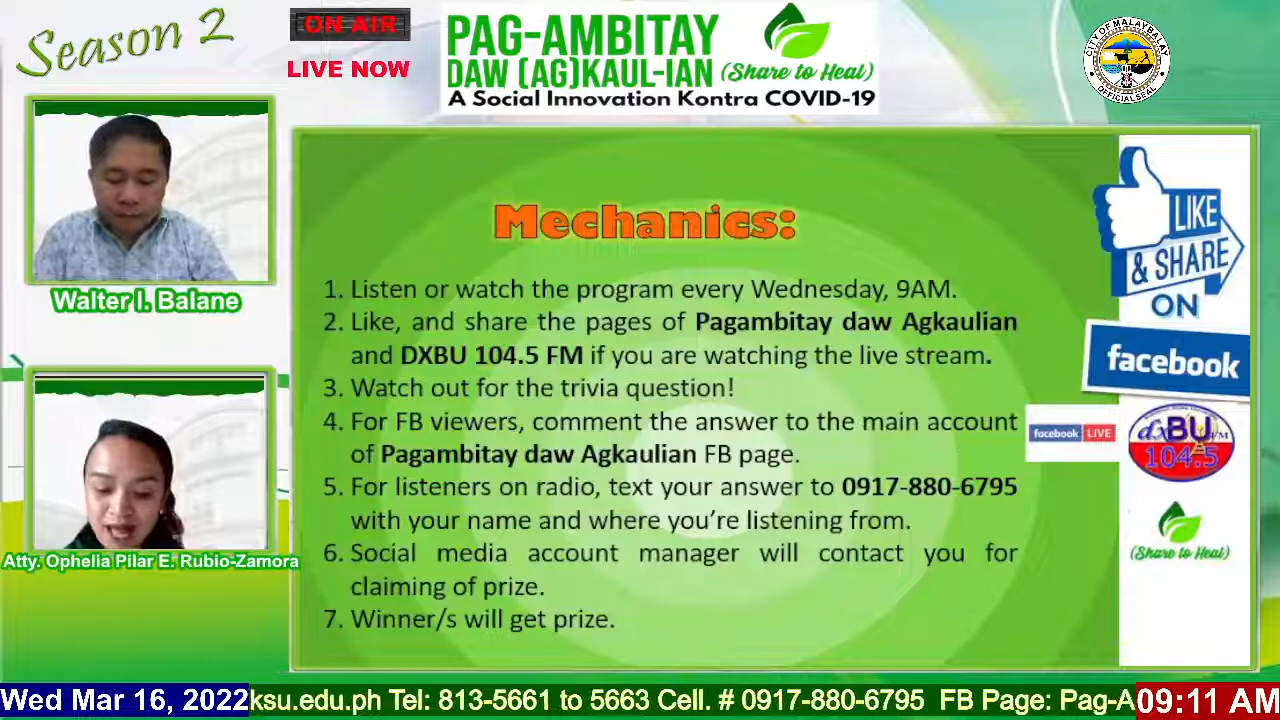 Season 2
ON AIR
LIVE NOW
PAG-AMBITAY
DAW (AG)KAUL-IAN (Share to Heal)
A Social Innovation Kontra COVID-19
CITY OF MALAYBALAY
OFFICIAL SEAL
Walter I. Balane
Atty. Ophelia Pilar E. Rubio-Zamora
Mechanics:
1. Listen or watch the program every Wednesday, 9AM.
2. Like, and share the pages of Pagambitay daw Agkaulian
and DXBU 104.5 FM if you are watching the live stream.
3. Watch out for the trivia question!
4. For FB viewers, comment the answer to the main account
of Pagambitay daw Agkaulian FB page.
5. For listeners on radio, text your answer to 0917-880-6795
with your name and where you’re listening from.
6. Social media account manager will contact you for
claiming of prize.
7. Winner/s will get prize.
LIKE
& SHARE
ON
facebook
facebook LIVE
dxBU FM
104.5
(Share to Heal)
Wed Mar 16, 2022 ksu.edu.ph Tel: 813-5661 to 5663 Cell. # 0917-880-6795 FB Page: Pag-A 09:11 AM